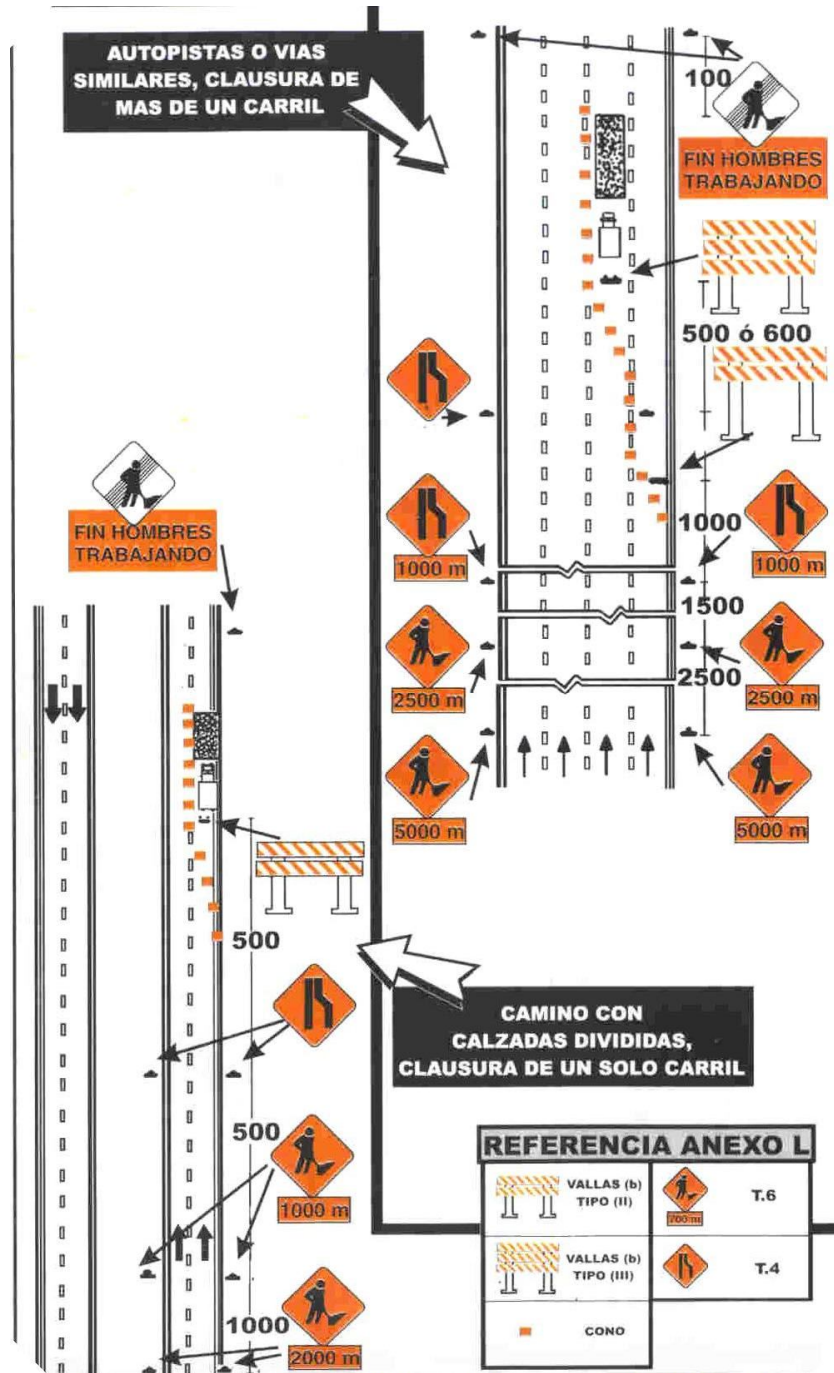 AUTOPISTAS O VIAS
SIMILARES, CLAUSURA DE
MAS DE UN CARRIL
100
FIN HOMBRES
TRABAJANDO
500 ó 600
1000
1000 m
1000 m
1500
2500 m
2500 m
2500
5000 m
5000 m
FIN HOMBRES
TRABAJANDO
500
500
1000 m
1000
2000 m
CAMINO CON
CALZADAS DIVIDIDAS,
CLAUSURA DE UN SOLO CARRIL
REFERENCIA ANEXO L
VALLAS (b)
TIPO (II)
700 m
T.6
VALLAS (b)
TIPO (III)
T.4
CONO